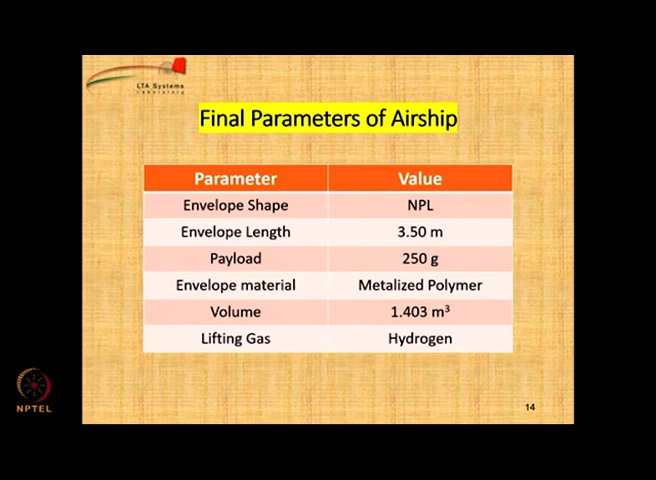 LTA Systems
Laboratory
Final Parameters of Airship
Parameter Value
Envelope Shape NPL
Envelope Length 3.50 m
Payload 250 g
Envelope material Metalized Polymer
Volume 1.403 m³
Lifting Gas Hydrogen
NPTEL
14